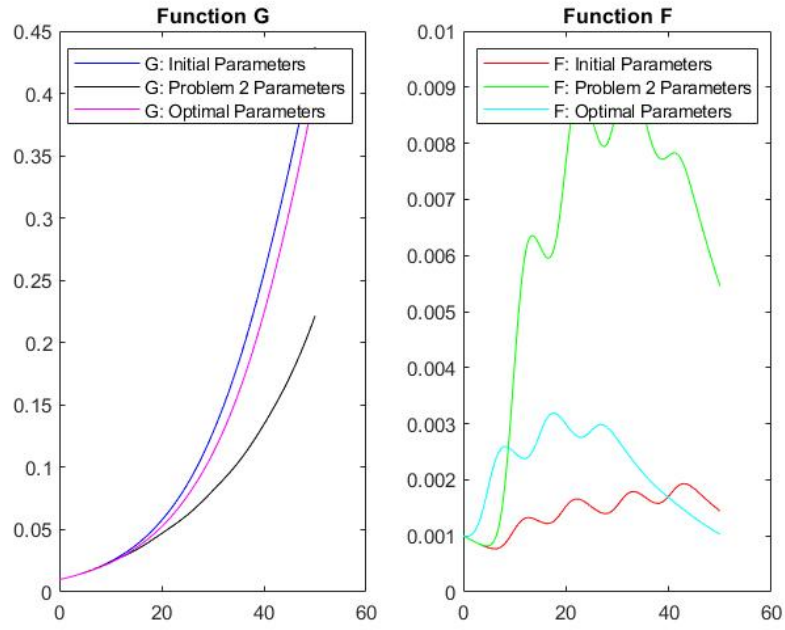 Function G
0.45
0.4
0.35
0.3
0.25
0.2
0.15
0.1
0.05
0
0 20 40 60
G: Initial Parameters
G: Problem 2 Parameters
G: Optimal Parameters
Function F
0.01
0.009
0.008
0.007
0.006
0.005
0.004
0.003
0.002
0.001
0
0 20 40 60
F: Initial Parameters
F: Problem 2 Parameters
F: Optimal Parameters